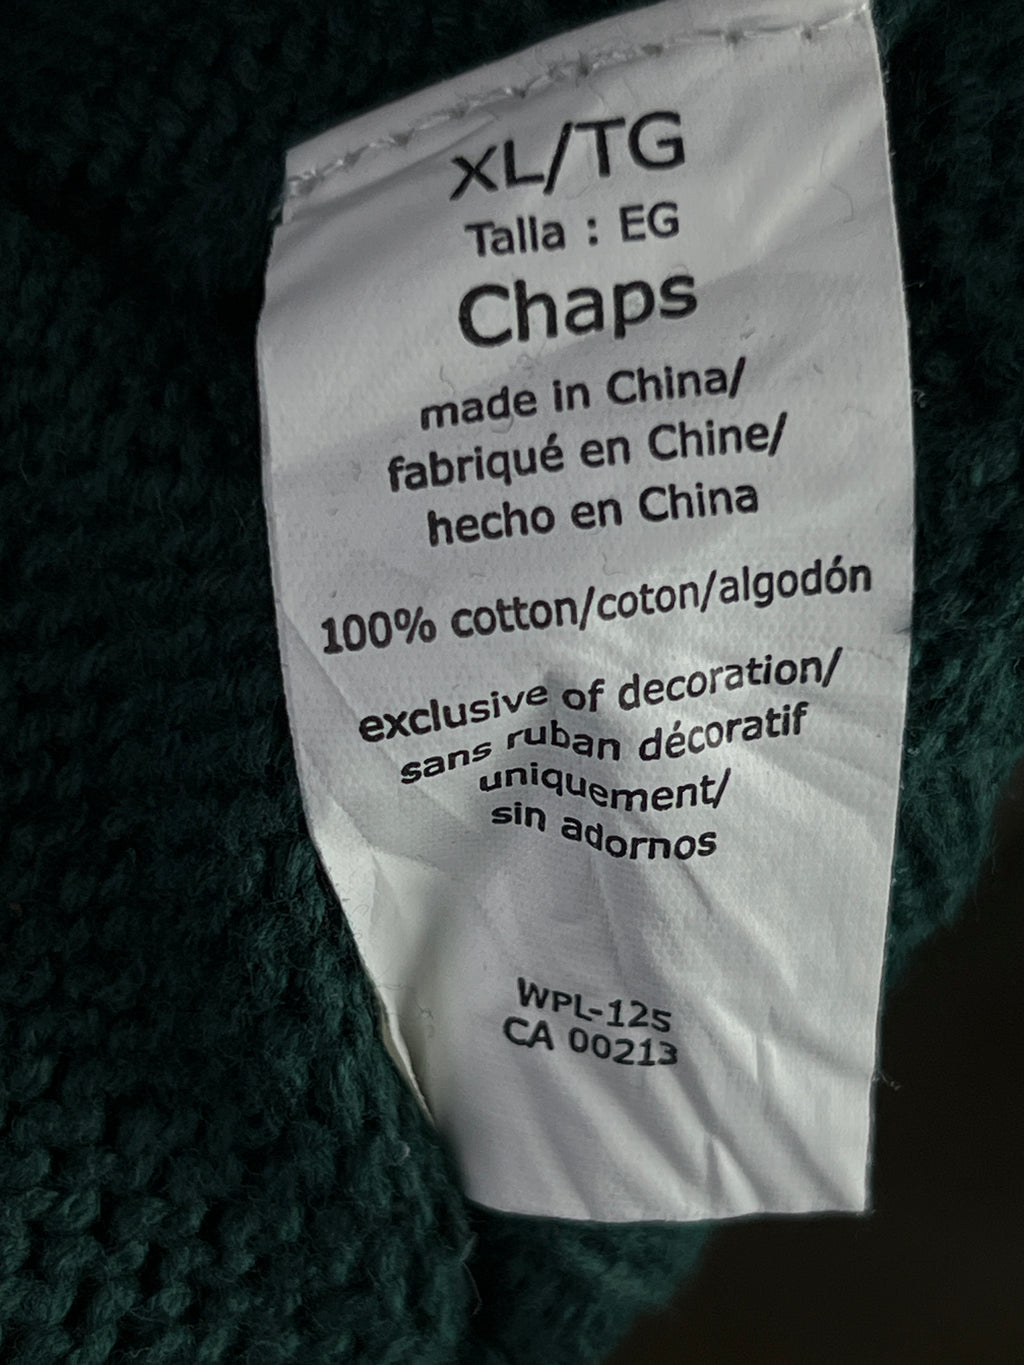 XL/TG
Talla : EG
Chaps
made in China/
fabriqué en Chine/
hecho en China
100% cotton/coton/algodón
exclusive of decoration/
sans ruban décoratif
uniquement/
sin adornos
WPL-125
CA 00213